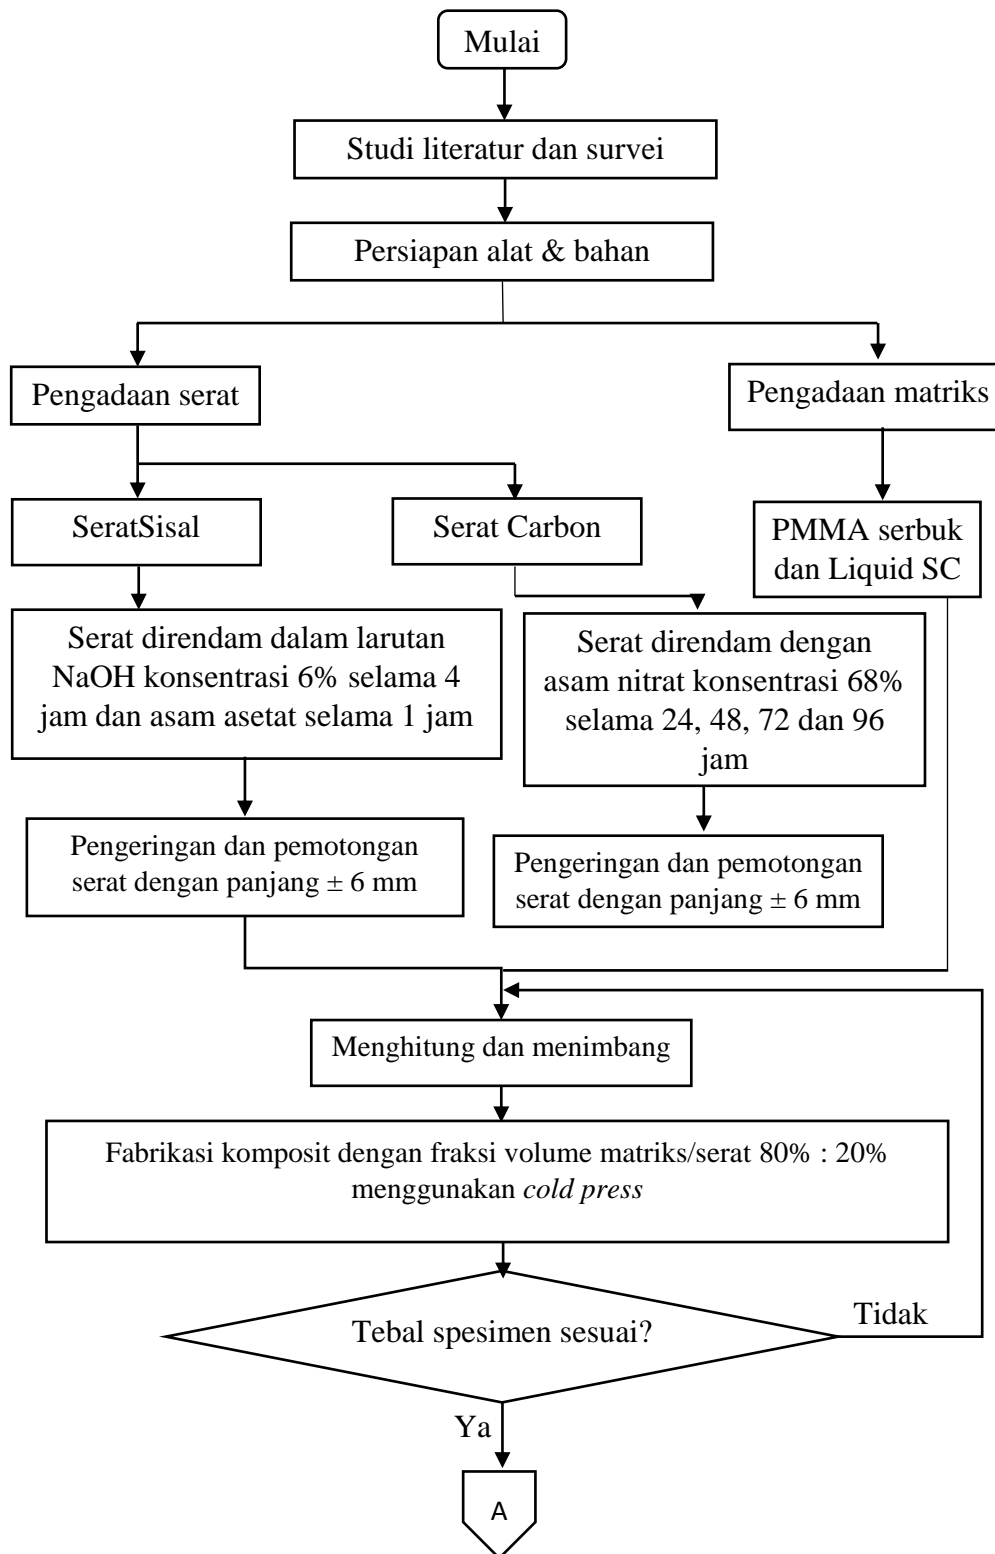 Mulai
Studi literatur dan survei
Persiapan alat & bahan
Pengadaan serat
Pengadaan matriks
SeratSisal
Serat Carbon
PMMA serbuk
dan Liquid SC
Serat direndam dalam larutan
NaOH konsentrasi 6% selama 4
jam dan asam asetat selama 1 jam
Serat direndam dengan
asam nitrat konsentrasi 68%
selama 24, 48, 72 dan 96
jam
Pengeringan dan pemotongan
serat dengan panjang ± 6 mm
Pengeringan dan pemotongan
serat dengan panjang ± 6 mm
Menghitung dan menimbang
Fabrikasi komposit dengan fraksi volume matriks/serat 80% : 20%
menggunakan cold press
Tebal spesimen sesuai?
Tidak
Ya
A